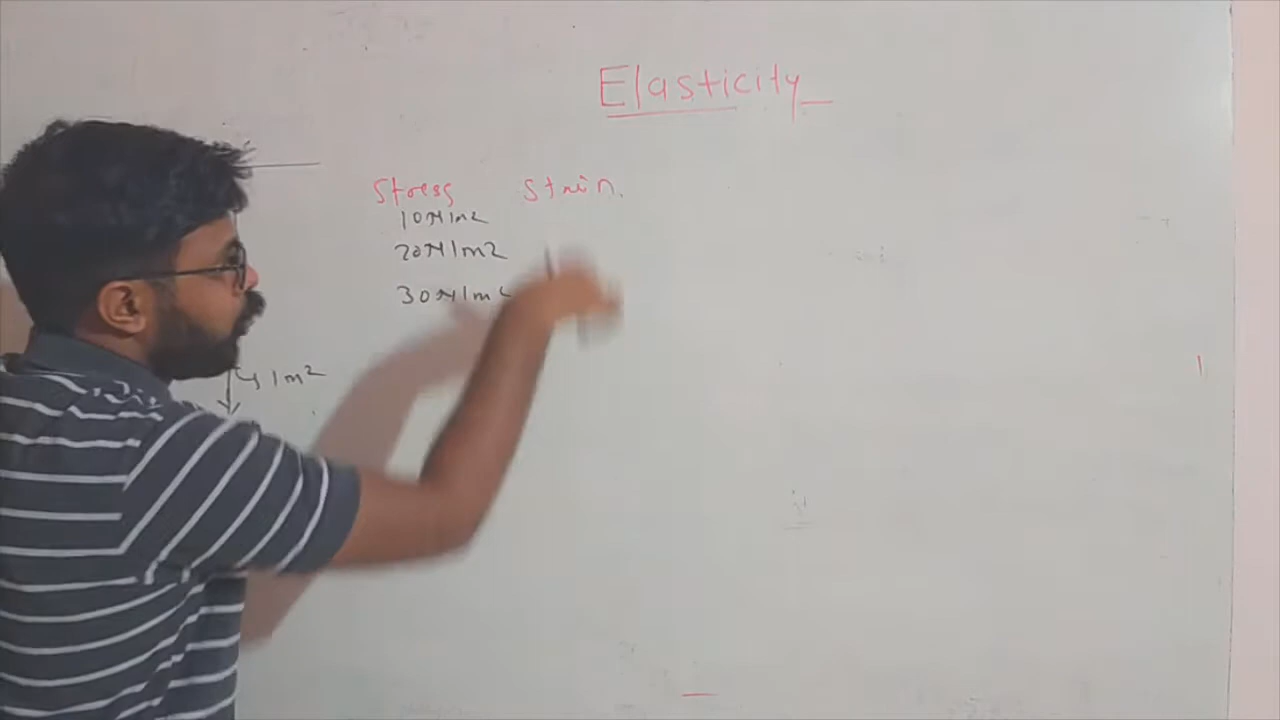 Elasticity
Stress Strain.
10N/m2
20N/m2
30N/m2
/m²